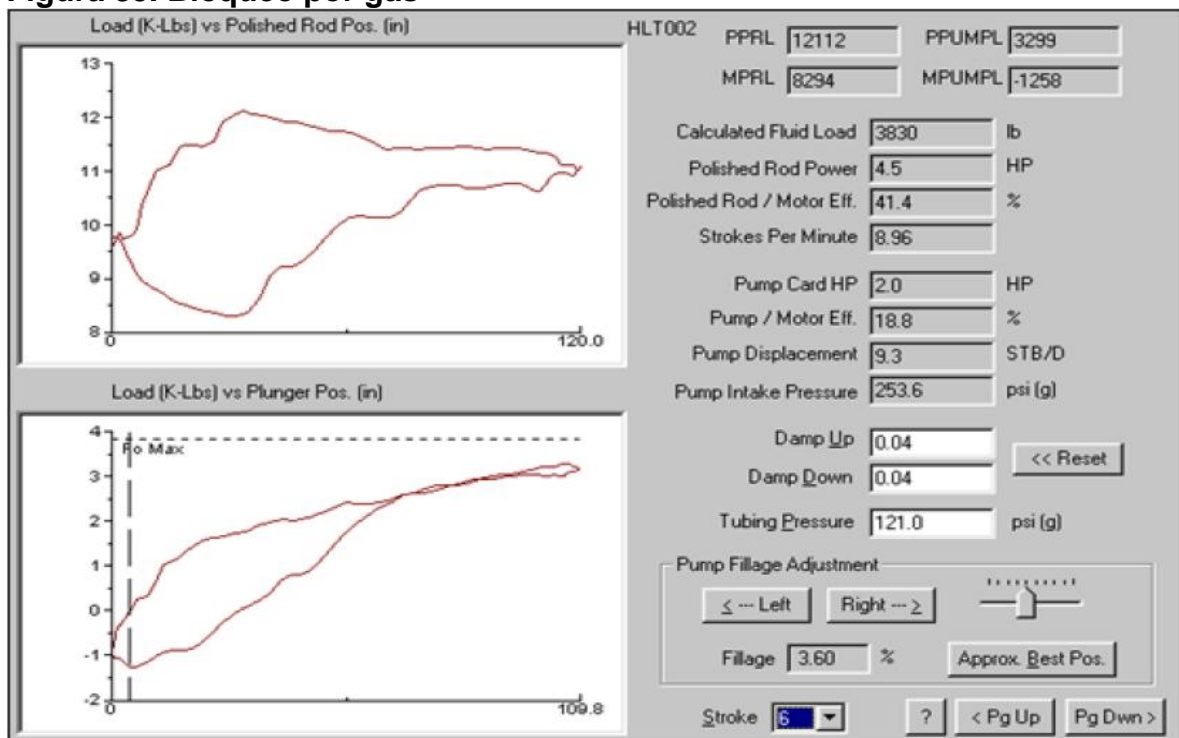 Load (K-Lbs) vs Polished Rod Pos. (in)
13
12
11
10
9
8
0
120.0
Load (K-Lbs) vs Plunger Pos. (in)
4
Fo Max
3
2
1
0
-1
-2
0
109.8
HLT002
PPRL 12112 PPUMPL 3299
MPRL 8294 MPUMPL -1258
Calculated Fluid Load 3830 lb
Polished Rod Power 4.5 HP
Polished Rod / Motor Eff. 41.4 %
Strokes Per Minute 8.96
Pump Card HP 2.0 HP
Pump / Motor Eff. 18.8 %
Pump Displacement 9.3 STB/D
Pump Intake Pressure 253.6 psi (g)
Damp Up 0.04
<< Reset
Damp Down 0.04
Tubing Pressure 121.0 psi (g)
Pump Fillage Adjustment
< --- Left Right --- >
Fillage 3.60 % Approx. Best Pos.
Stroke 6 ? < Pg Up Pg Dwn >